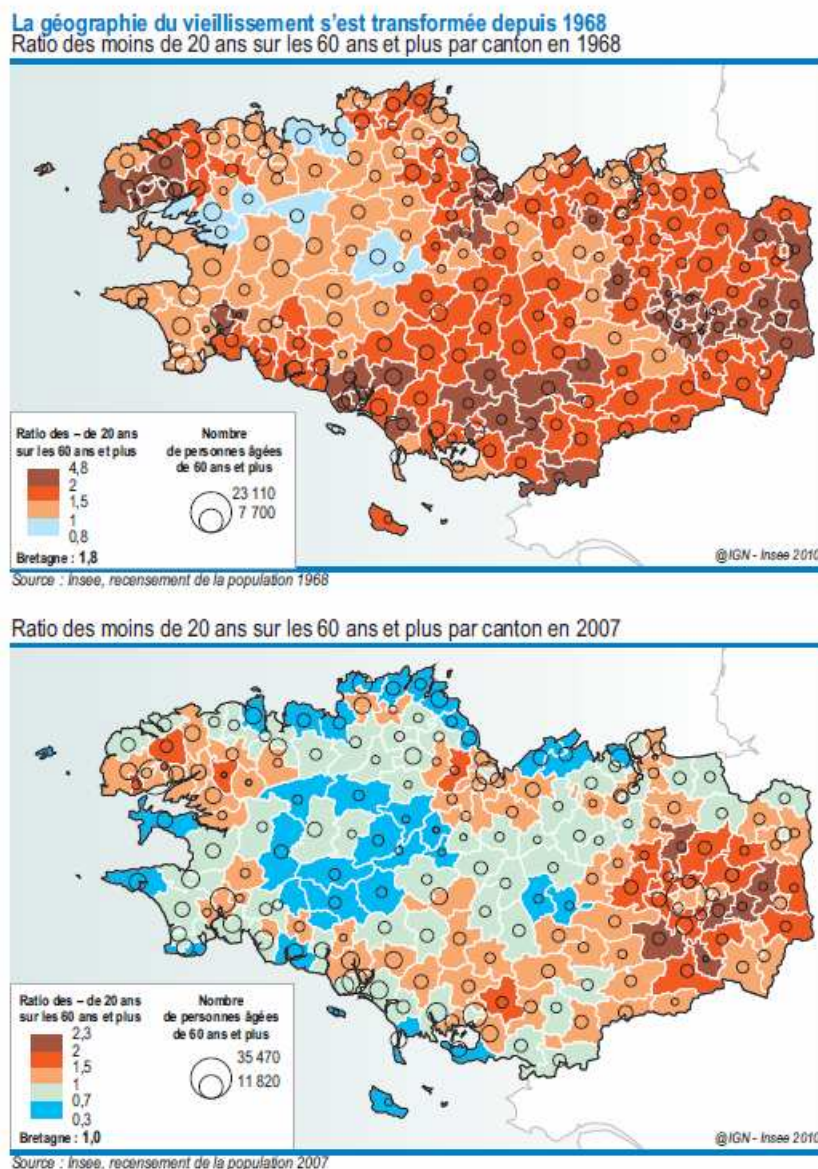 La géographie du vieillissement s'est transformée depuis 1968
Ratio des moins de 20 ans sur les 60 ans et plus par canton en 1968
Ratio des – de 20 ans
sur les 60 ans et plus
4,8
2
1,5
1
0,8
Bretagne : 1,8
Nombre
de personnes âgées
de 60 ans et plus
23 110
7 700
@IGN - Insee 2010
Source : Insee, recensement de la population 1968
Ratio des moins de 20 ans sur les 60 ans et plus par canton en 2007
Ratio des – de 20 ans
sur les 60 ans et plus
2,3
2
1,5
1
0,7
0,3
Bretagne : 1,0
Nombre
de personnes âgées
de 60 ans et plus
35 470
11 820
@IGN - Insee 2010
Source : Insee, recensement de la population 2007